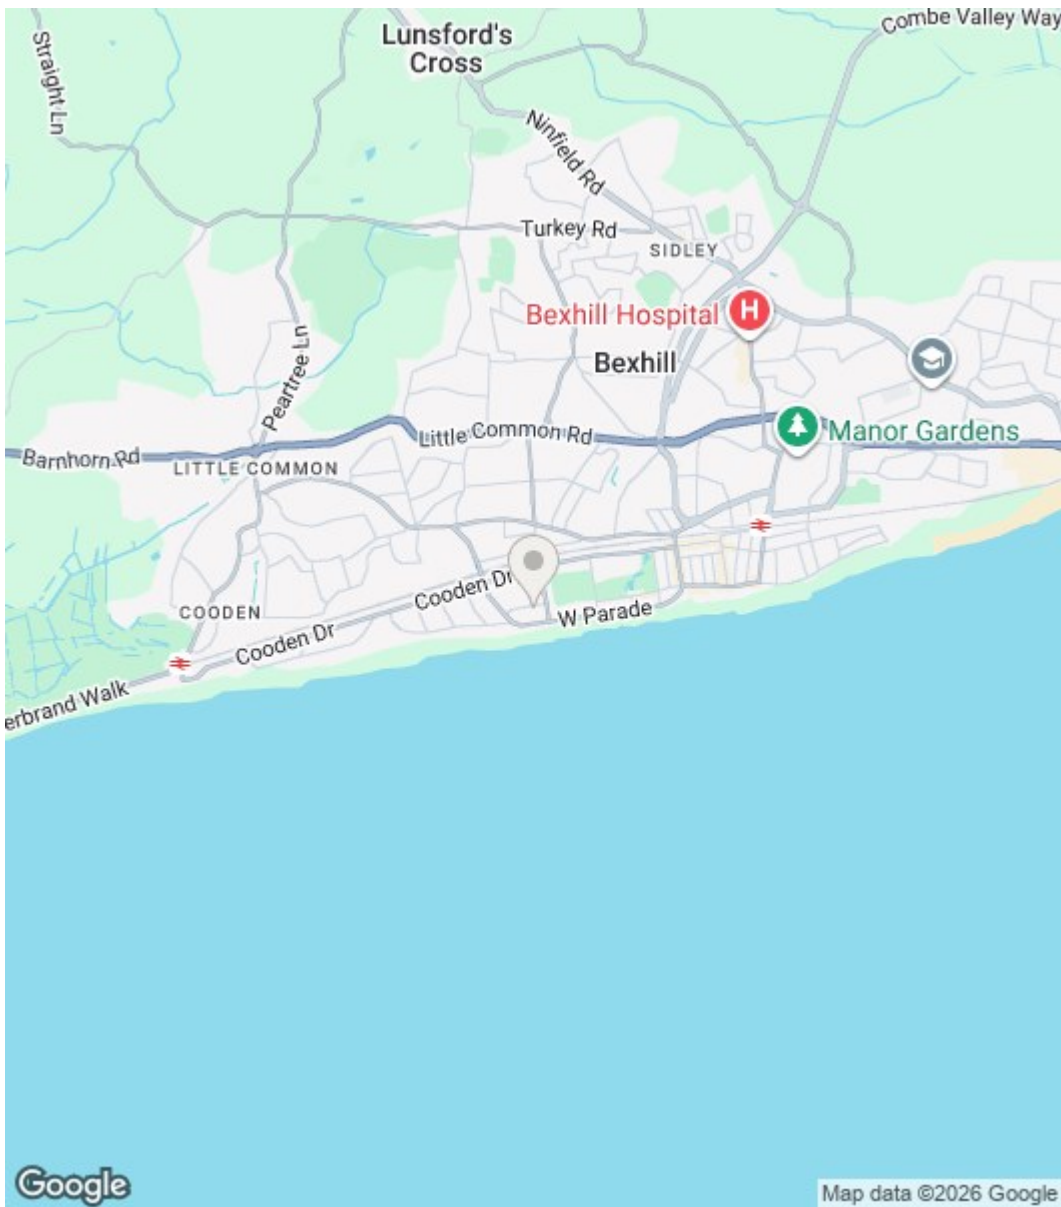 Combe Valley Way
Lunsford's
Cross
Straight Ln
Ninfield Rd
Turkey Rd
SIDLEY
Bexhill Hospital
H
Bexhill
Peartree Ln
Little Common Rd
Manor Gardens
Barnhorn Rd
LITTLE COMMON
Cooden Dr
COODEN
W Parade
Cooden Dr
erbrand Walk
Google
Map data ©2026 Google